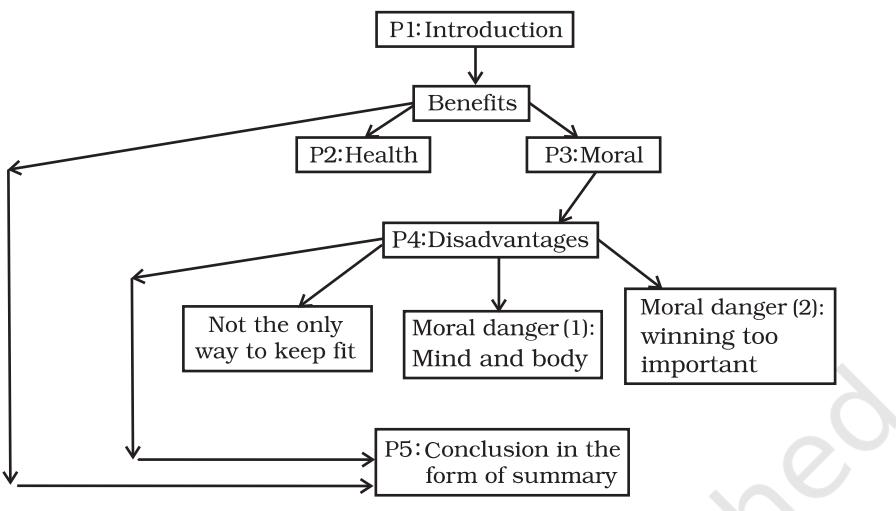 P1:Introduction
Benefits
P2:Health
P3:Moral
P4:Disadvantages
Not the only
way to keep fit
Moral danger (1):
Mind and body
Moral danger (2):
winning too
important
P5:Conclusion in the
form of summary